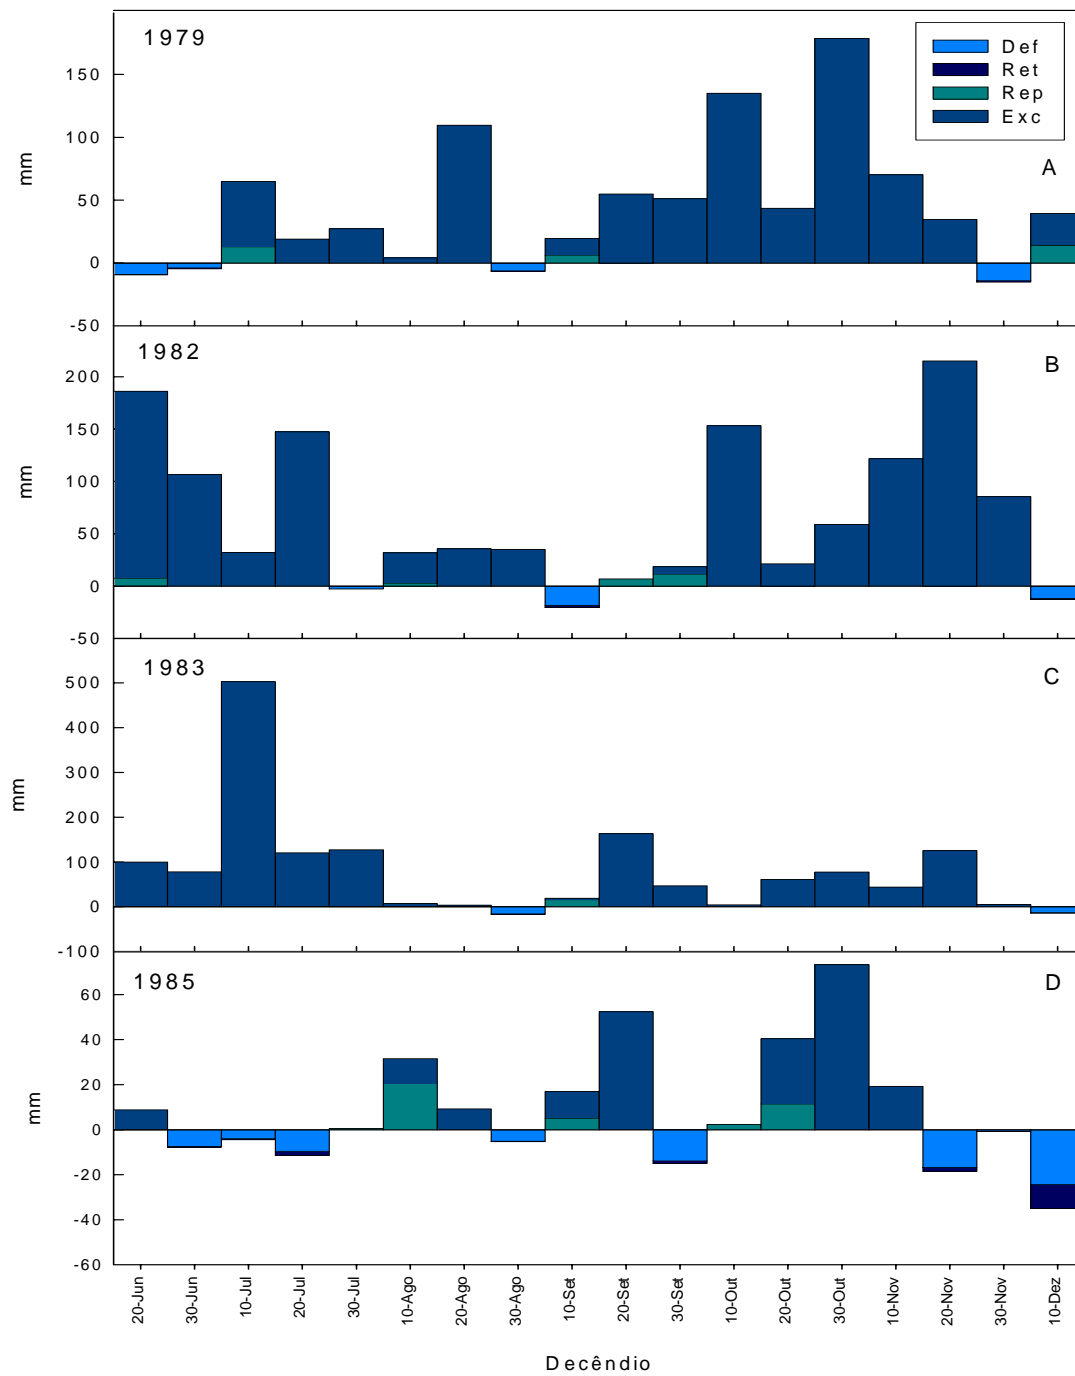 1979
Def
Ret
Rep
Exc
A
150
100
50
0
-50
mm
1982
B
200
150
100
50
0
-50
mm
1983
C
500
400
300
200
100
0
-100
mm
1985
D
60
40
20
0
-20
-40
-60
mm
20-Jun
30-Jun
10-Jul
20-Jul
30-Jul
10-Ago
20-Ago
30-Ago
10-Set
20-Set
30-Set
10-Out
20-Out
30-Out
10-Nov
20-Nov
30-Nov
10-Dez
Decêndio